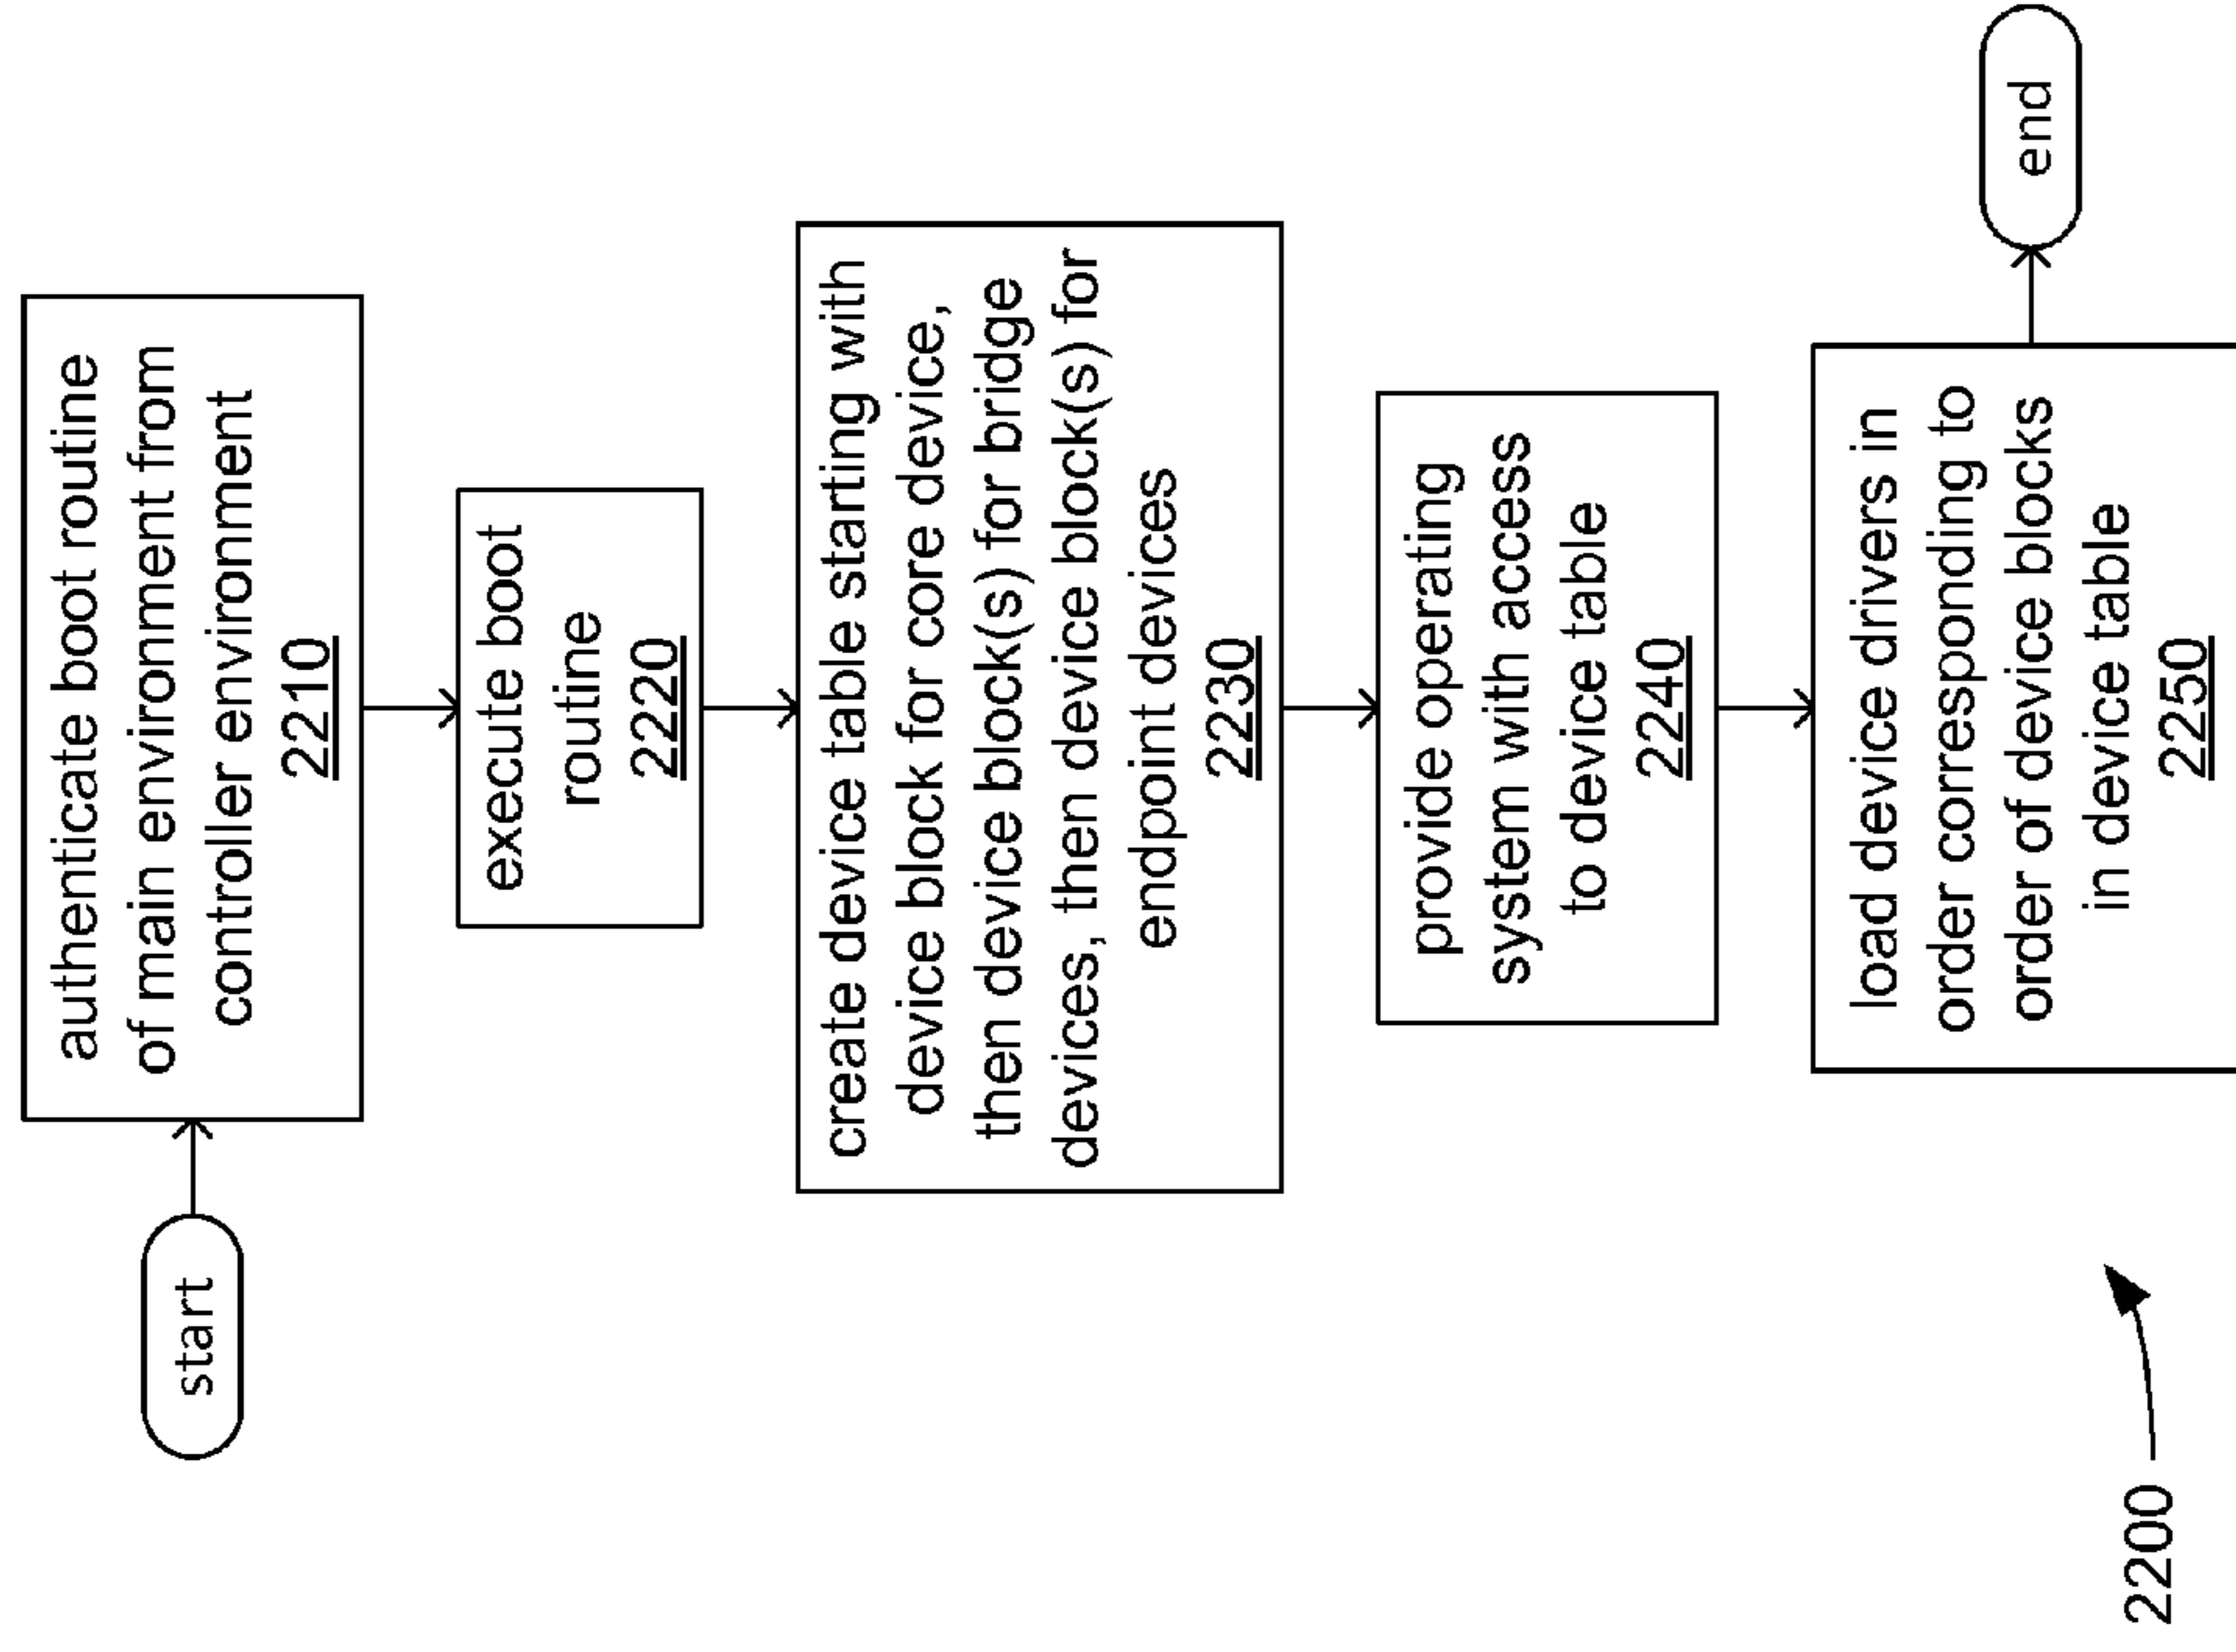 start
authenticate boot routine
of main environment from
controller environment
2210
execute boot
routine
2220
create device table starting with
device block for core device,
then device block(s) for bridge
devices, then device block(s) for
endpoint devices
2230
provide operating
system with access
to device table
2240
load device drivers in
order corresponding to
order of device blocks
in device table
2250
end
2200